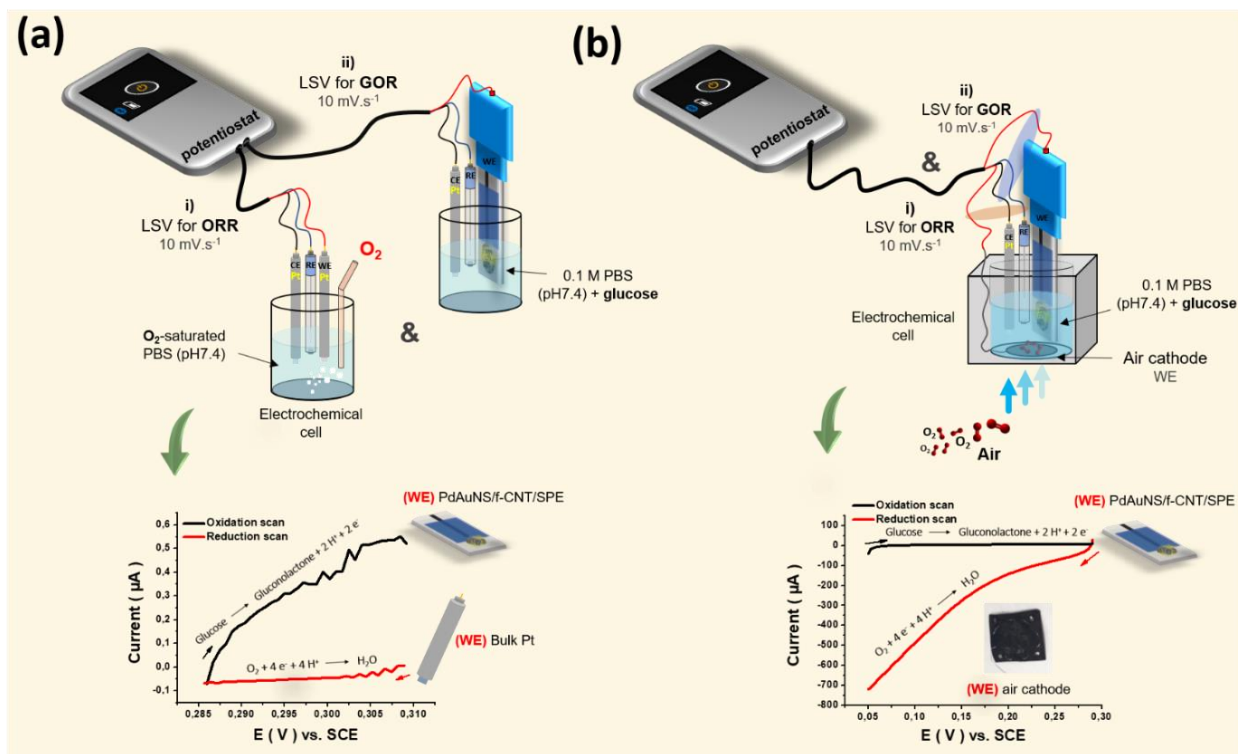 (a)
potentiostat
ii)
LSV for GOR
10 mV.s⁻¹
i)
LSV for ORR
10 mV.s⁻¹
CE
Pt
RE
WE
CE
Pt
RE
WE
Pt
O₂
&
0.1 M PBS
(pH7.4) + glucose
O₂-saturated
PBS (pH7.4)
Electrochemical
cell
Oxidation scan
Reduction scan
(WE) PdAuNS/f-CNT/SPE
Glucose → Gluconolactone + 2 H⁺ + 2 e⁻
O₂ + 4 e⁻ + 4 H⁺ → H₂O
(WE) Bulk Pt
Current ( µA )
0,6
0,5
0,4
0,3
0,2
0,1
0,0
-0,1
0,285 0,290 0,295 0,300 0,305 0,310
E ( V ) vs. SCE
(b)
potentiostat
ii)
LSV for GOR
10 mV.s⁻¹
&
i)
LSV for ORR
10 mV.s⁻¹
CE
Pt
RE
WE
0.1 M PBS
(pH7.4) + glucose
Electrochemical
cell
Air cathode
WE
O₂
O₂
O₂
Air
Oxidation scan
Reduction scan
(WE) PdAuNS/f-CNT/SPE
Glucose → Gluconolactone + 2 H⁺ + 2 e⁻
O₂ + 4 e⁻ + 4 H⁺ → H₂O
(WE) air cathode
Current ( µA )
100
0
-100
-200
-300
-400
-500
-600
-700
-800
0,05 0,10 0,15 0,20 0,25 0,30
E ( V ) vs. SCE